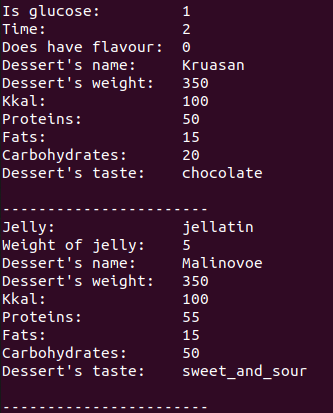 Is glucose: 1
Time: 2
Does have flavour: 0
Dessert's name: Kruasan
Dessert's weight: 350
Kkal: 100
Proteins: 50
Fats: 15
Carbohydrates: 20
Dessert's taste: chocolate
-----------------------
Jelly: jellatin
Weight of jelly: 5
Dessert's name: Malinovoe
Dessert's weight: 350
Kkal: 100
Proteins: 55
Fats: 15
Carbohydrates: 50
Dessert's taste: sweet_and_sour
-----------------------